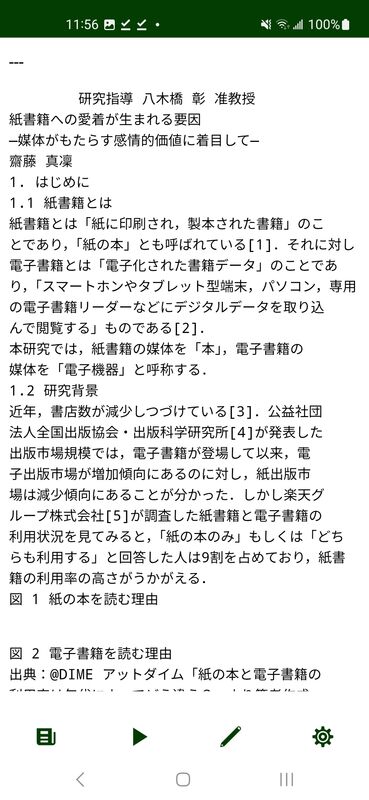 11:56
100%
---
研究指導 八木橋 彰 准教授
紙書籍への愛着が生まれる要因
―媒体がもたらす感情的価値に着目して―
齋藤 真凜
1. はじめに
1.1 紙書籍とは
紙書籍とは「紙に印刷され，製本された書籍」のこ
とであり，「紙の本」とも呼ばれている[1]．それに対し
電子書籍とは「電子化された書籍データ」のことであ
り，「スマートホンやタブレット型端末，パソコン，専用
の電子書籍リーダーなどにデジタルデータを取り込
んで閲覧する」ものである[2]．
本研究では，紙書籍の媒体を「本」，電子書籍の
媒体を「電子機器」と呼称する．
1.2 研究背景
近年，書店数が減少しつづけている[3]．公益社団
法人全国出版協会・出版科学研究所[4]が発表した
出版市場規模では，電子書籍が登場して以来，電
子出版市場が増加傾向にあるのに対し，紙出版市
場は減少傾向にあることが分かった．しかし楽天グ
ループ株式会社[5]が調査した紙書籍と電子書籍の
利用状況を見てみると，「紙の本のみ」もしくは「どち
らも利用する」と回答した人は9割を占めており，紙書
籍の利用率の高さがうかがえる．
図 1 紙の本を読む理由
図 2 電子書籍を読む理由
出典：@DIME アットダイム「紙の本と電子書籍の